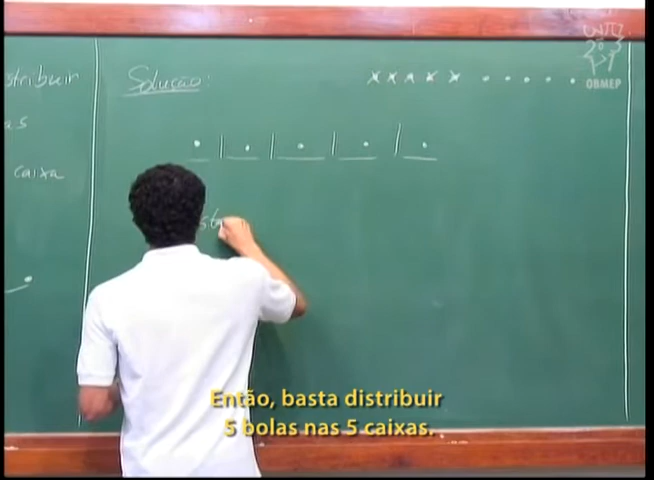 stribuir
as
caixa
Solução:
OBMEP
Então, basta distribuir
5 bolas nas 5 caixas.